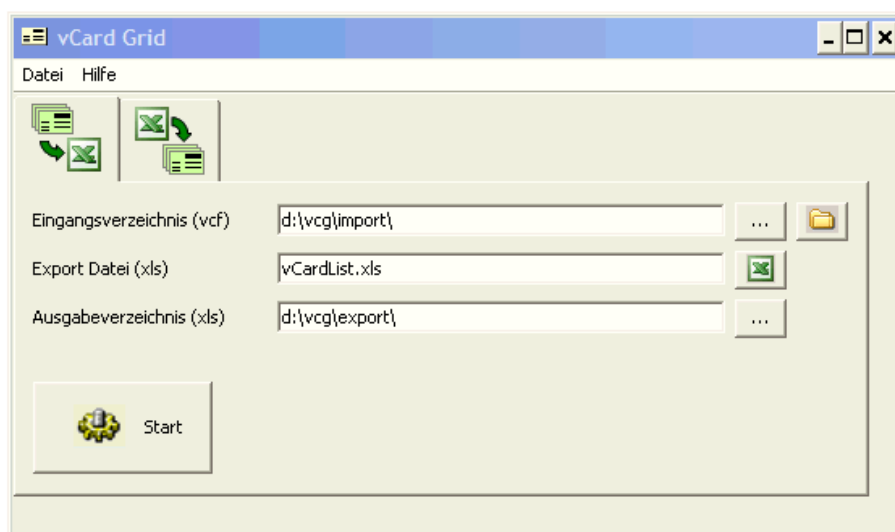 vCard Grid
Datei Hilfe
Eingangsverzeichnis (vcf) d:\vcg\import\ ...
Export Datei (xls) vCardList.xls
Ausgabeverzeichnis (xls) d:\vcg\export\ ...
Start